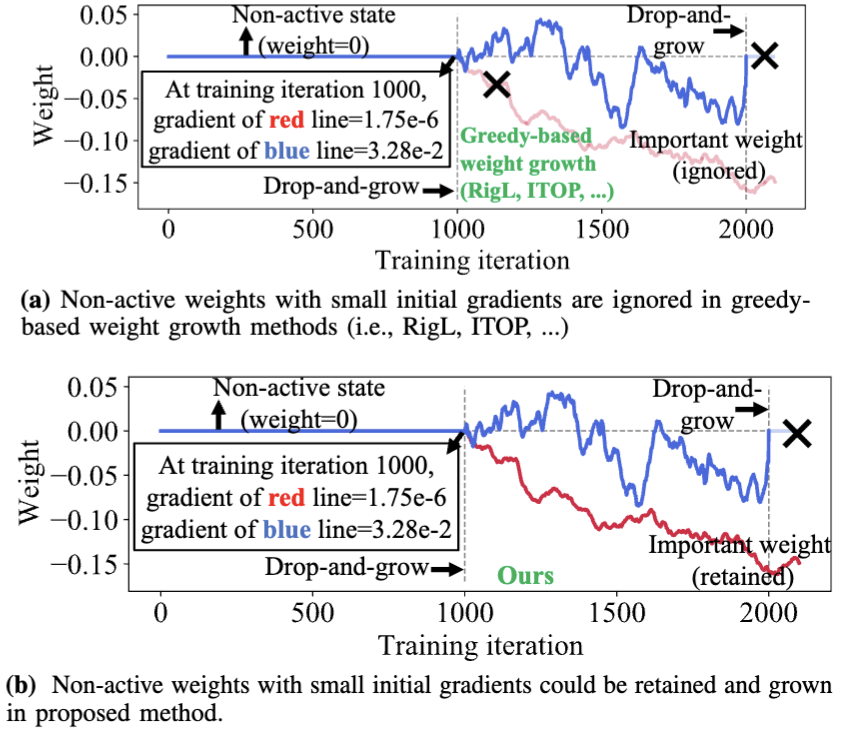 0.05
0.00
−0.05
−0.10
−0.15
Weight
Non-active state
(weight=0)
Drop-and-
grow
At training iteration 1000,
gradient of red line=1.75e-6
gradient of blue line=3.28e-2
Greedy-based
weight growth
(RigL, ITOP, ...)
Important weight
(ignored)
Drop-and-grow
0 500 1000 1500 2000
Training iteration
(a) Non-active weights with small initial gradients are ignored in greedy-
based weight growth methods (i.e., RigL, ITOP, ...)
0.05
0.00
−0.05
−0.10
−0.15
Weight
Non-active state
(weight=0)
Drop-and-
grow
At training iteration 1000,
gradient of red line=1.75e-6
gradient of blue line=3.28e-2
Important weight
(retained)
Drop-and-grow
Ours
0 500 1000 1500 2000
Training iteration
(b) Non-active weights with small initial gradients could be retained and grown
in proposed method.